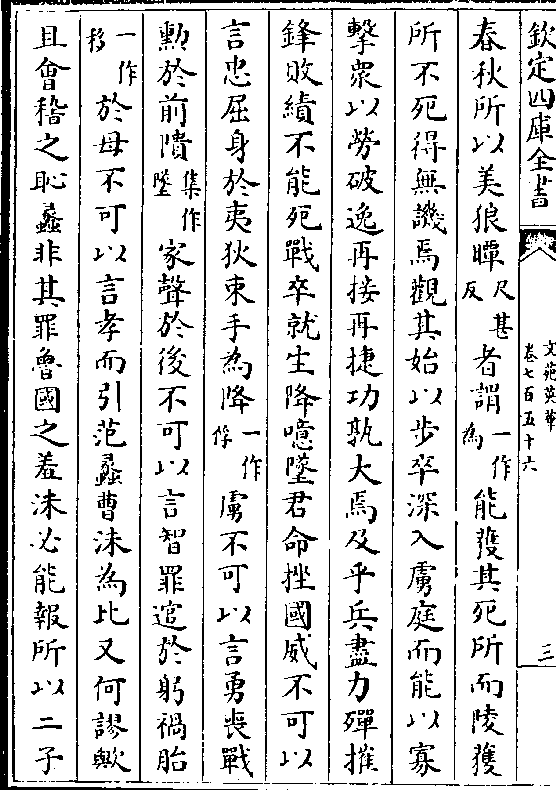 欽定四庫全書
文苑英華
卷七百五十六
三
春秋所以美狼瞫尺甚反者謂一作為能獲其死所而陵獲
所不死得無譏焉觀其始以步卒深入虜庭而能以寡
擊衆以勞破逸再接再捷功孰大焉及乎兵盡力殫摧
鋒敗績不能死戰卒就生降噫墜君命挫國威不可以
言忠屈身於夷狄束手為降一作俘虜不可以言勇喪戰
勲於前隤集作墜家聲於後不可以言智罪逭於躬禍胎
一作移於母不可以言孝而引范蠡曹沫為比又何謬歟
且會稽之恥蠡非其罪魯國之羞沫必能報所以二子